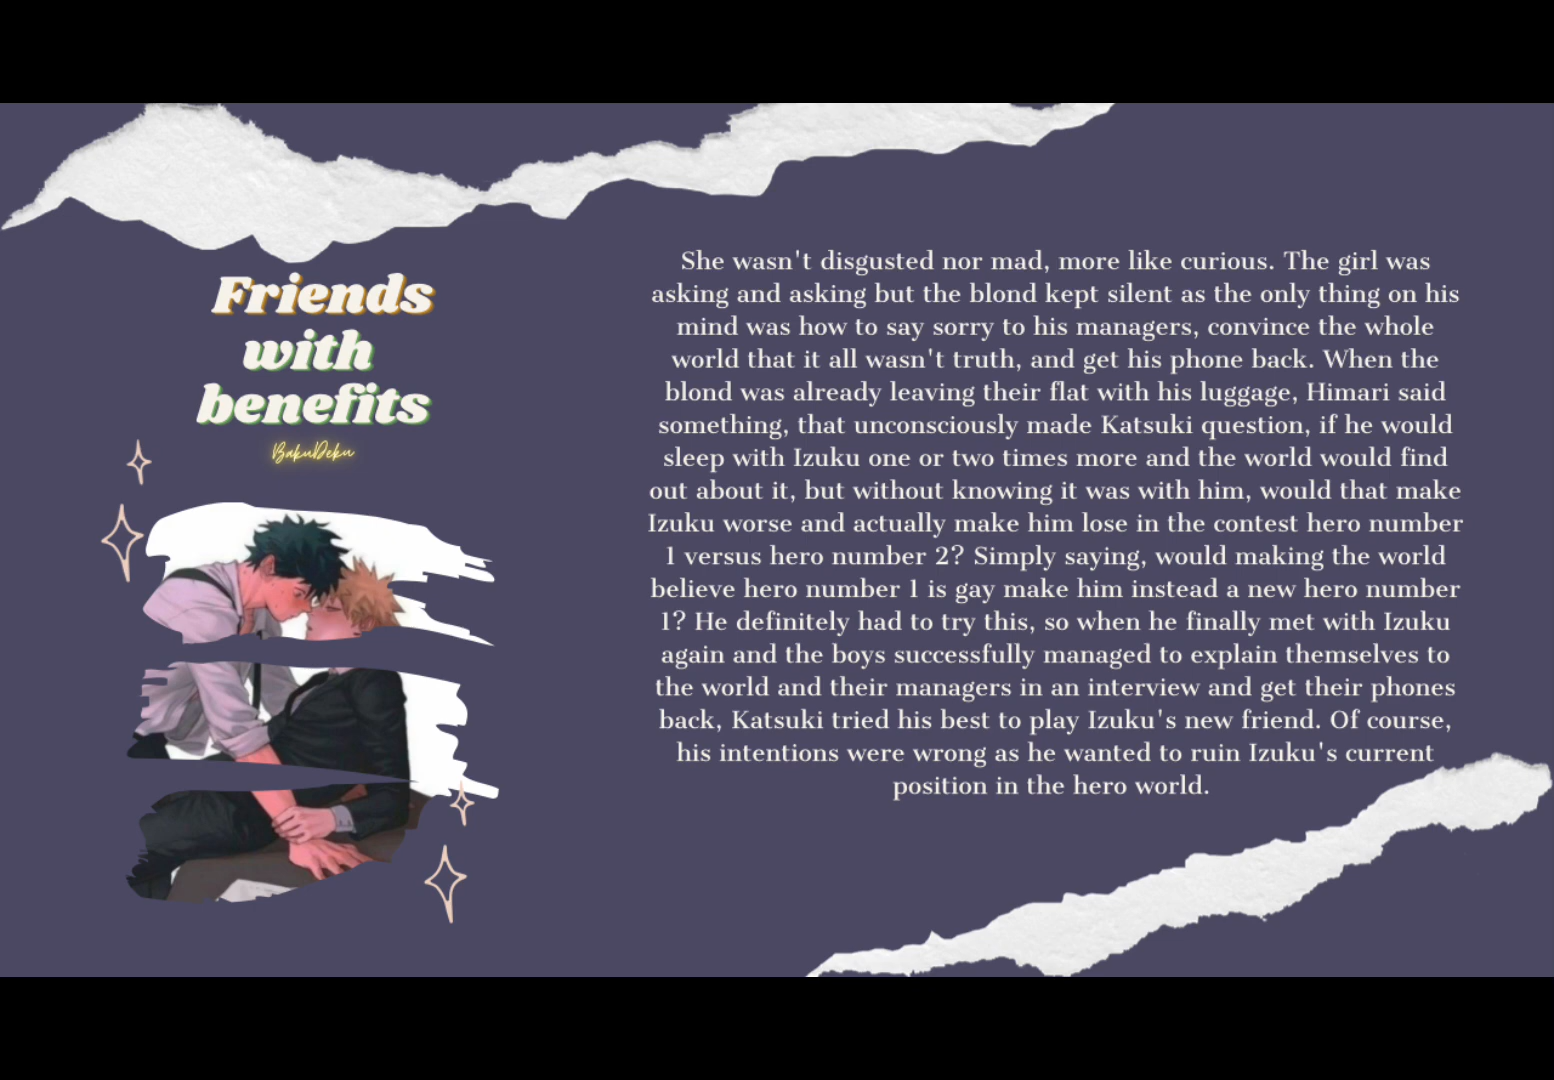 Friends
with
benefits
BakuDeku
She wasn't disgusted nor mad, more like curious. The girl was
asking and asking but the blond kept silent as the only thing on his
mind was how to say sorry to his managers, convince the whole
world that it all wasn't truth, and get his phone back. When the
blond was already leaving their flat with his luggage, Himari said
something, that unconsciously made Katsuki question, if he would
sleep with Izuku one or two times more and the world would find
out about it, but without knowing it was with him, would that make
Izuku worse and actually make him lose in the contest hero number
1 versus hero number 2? Simply saying, would making the world
believe hero number 1 is gay make him instead a new hero number
1? He definitely had to try this, so when he finally met with Izuku
again and the boys successfully managed to explain themselves to
the world and their managers in an interview and get their phones
back, Katsuki tried his best to play Izuku's new friend. Of course,
his intentions were wrong as he wanted to ruin Izuku's current
position in the hero world.